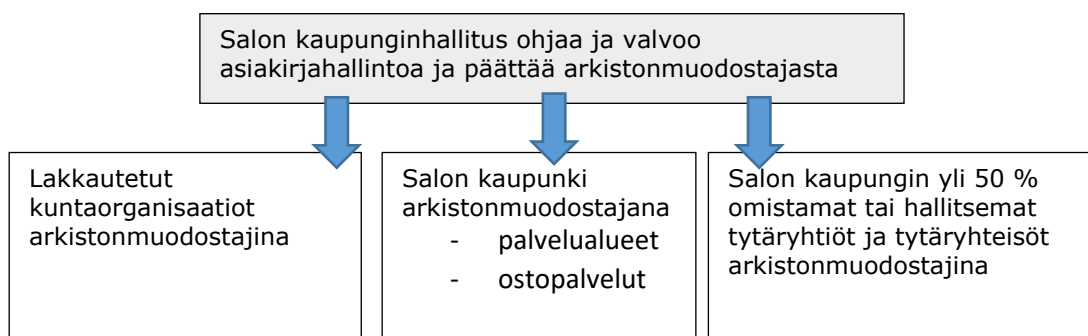 Salon kaupunginhallitus ohjaa ja valvoo
asiakirjahallintoa ja päättää arkistonmuodostajasta
Lakkautetut
kuntaorganisaatiot
arkistonmuodostajina
Salon kaupunki
arkistonmuodostajana
- palvelualueet
- ostopalvelut
Salon kaupungin yli 50 %
omistamat tai hallitsemat
tytäryhtiöt ja tytäryhteisöt
arkistonmuodostajina